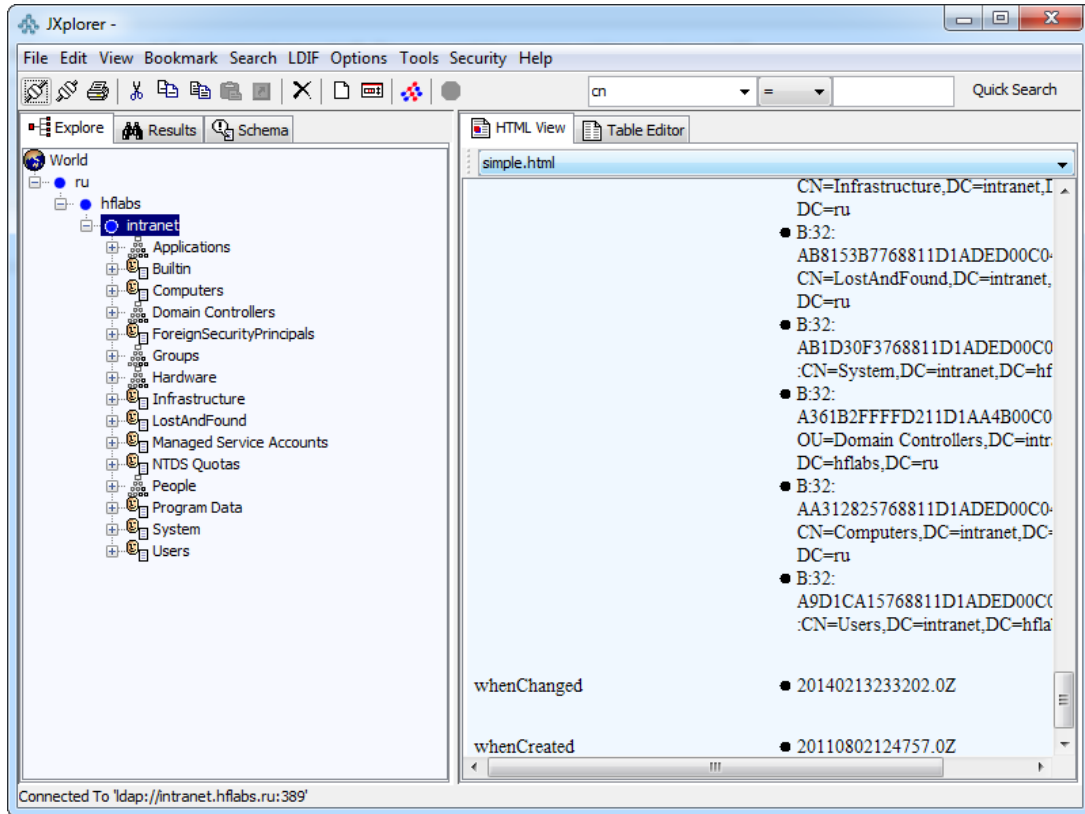 JXplorer -
File Edit View Bookmark Search LDIF Options Tools Security Help
cn = Quick Search
Explore Results Schema
HTML View Table Editor
World
ru
hflabs
intranet
Applications
Builtin
Computers
Domain Controllers
ForeignSecurityPrincipals
Groups
Hardware
Infrastructure
LostAndFound
Managed Service Accounts
NTDS Quotas
People
Program Data
System
Users
simple.html
CN=Infrastructure,DC=intranet,
DC=ru
B:32:
AB8153B7768811D1ADED00C04
CN=LostAndFound,DC=intranet,
DC=ru
B:32:
AB1D30F3768811D1ADED00C0
:CN=System,DC=intranet,DC=hf
B:32:
A361B2FFFFD211D1AA4B00C0
OU=Domain Controllers,DC=intr
DC=hflabs,DC=ru
B:32:
AA312825768811D1ADED00C04
CN=Computers,DC=intranet,DC=
DC=ru
B:32:
A9D1CA15768811D1ADED00C0
:CN=Users,DC=intranet,DC=hfla
whenChanged 20140213233202.0Z
whenCreated 20110802124757.0Z
Connected To 'ldap://intranet.hflabs.ru:389'